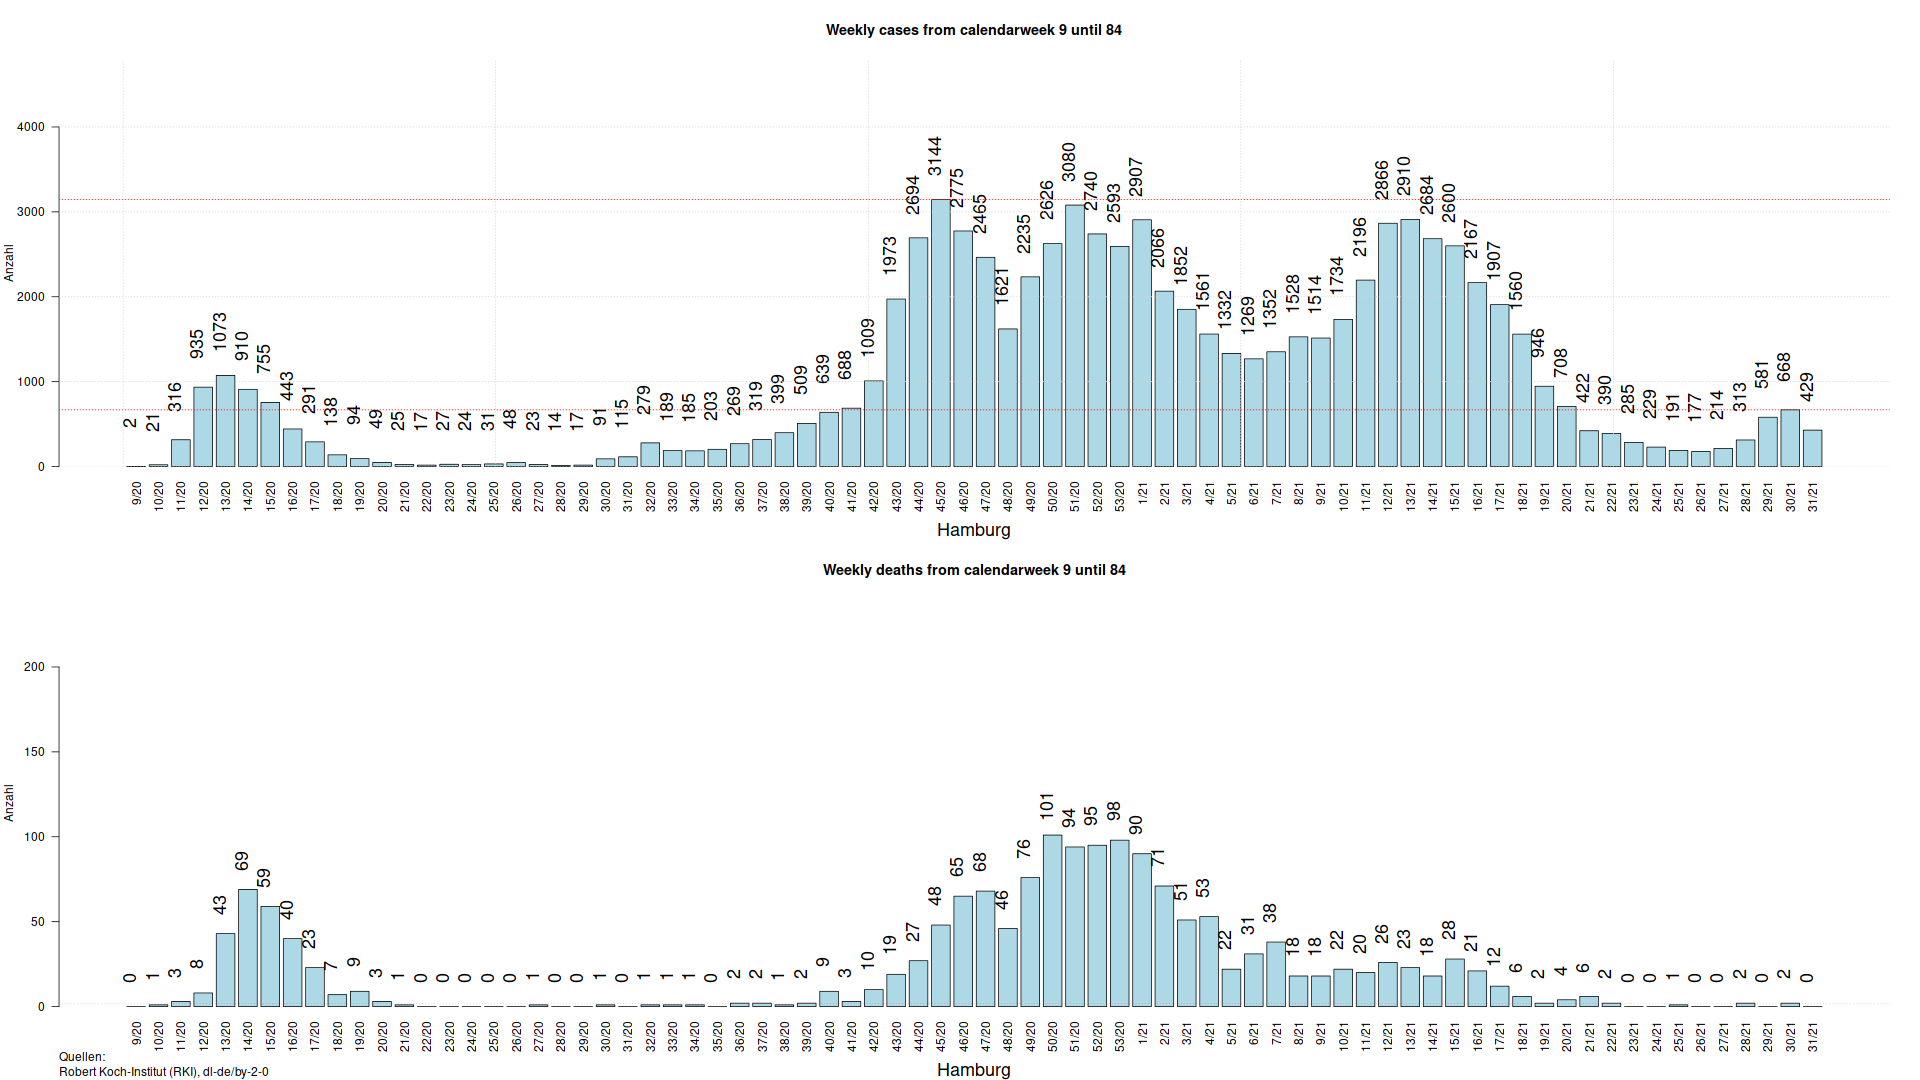 Weekly cases from calendarweek 9 until 84
Anzahl
4000
3000
2000
1000
0
2 21 316 935 1073 910 755 443 291 138 94 49 25 17 27 24 31 48 23 14 17 91 115 279 189 185 203 269 319 399 509 639 688 1009 1973 2694 3144 2775 2465 1621 2235 2626 3080 2740 2593 2907 2066 1852 1561 1332 1269 1352 1528 1514 1734 2196 2866 2910 2684 2600 2167 1907 1560 946 708 422 390 285 229 191 177 214 313 581 668 429
9/20 10/20 11/20 12/20 13/20 14/20 15/20 16/20 17/20 18/20 19/20 20/20 21/20 22/20 23/20 24/20 25/20 26/20 27/20 28/20 29/20 30/20 31/20 32/20 33/20 34/20 35/20 36/20 37/20 38/20 39/20 40/20 41/20 42/20 43/20 44/20 45/20 46/20 47/20 48/20 49/20 50/20 51/20 52/20 53/20 1/21 2/21 3/21 4/21 5/21 6/21 7/21 8/21 9/21 10/21 11/21 12/21 13/21 14/21 15/21 16/21 17/21 18/21 19/21 20/21 21/21 22/21 23/21 24/21 25/21 26/21 27/21 28/21 29/21 30/21 31/21
Hamburg
Weekly deaths from calendarweek 9 until 84
Anzahl
200
150
100
50
0
0 1 3 8 43 69 59 40 23 7 9 3 1 0 0 0 0 0 1 0 0 1 0 1 1 1 0 2 2 1 2 9 3 10 19 27 48 65 68 46 76 101 94 95 98 90 71 51 53 22 31 38 18 18 22 20 26 23 18 28 21 12 6 2 4 6 2 0 0 1 0 0 2 0 2 0
9/20 10/20 11/20 12/20 13/20 14/20 15/20 16/20 17/20 18/20 19/20 20/20 21/20 22/20 23/20 24/20 25/20 26/20 27/20 28/20 29/20 30/20 31/20 32/20 33/20 34/20 35/20 36/20 37/20 38/20 39/20 40/20 41/20 42/20 43/20 44/20 45/20 46/20 47/20 48/20 49/20 50/20 51/20 52/20 53/20 1/21 2/21 3/21 4/21 5/21 6/21 7/21 8/21 9/21 10/21 11/21 12/21 13/21 14/21 15/21 16/21 17/21 18/21 19/21 20/21 21/21 22/21 23/21 24/21 25/21 26/21 27/21 28/21 29/21 30/21 31/21
Hamburg
Quellen:
Robert Koch-Institut (RKI), dl-de/by-2-0